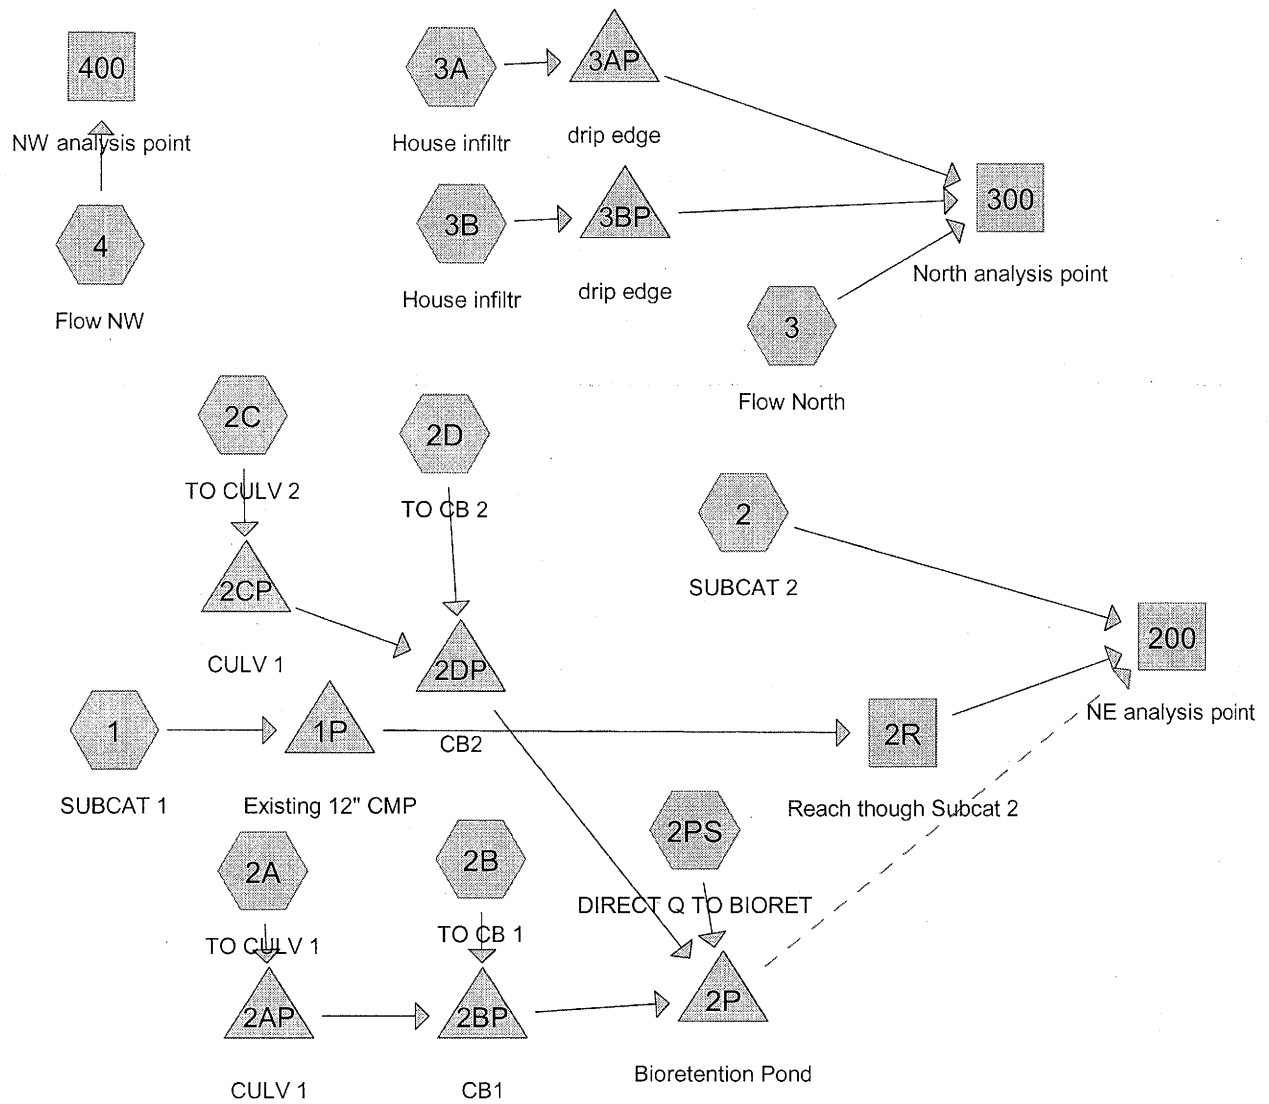 400
NW analysis point
4
Flow NW
3A
House infiltr
3AP
drip edge
3B
House infiltr
3BP
drip edge
300
North analysis point
3
Flow North
2C
TO CULV 2
2D
TO CB 2
2CP
CULV 1
2DP
CB2
2
SUBCAT 2
200
NE analysis point
1
SUBCAT 1
1P
Existing 12" CMP
2R
Reach though Subcat 2
2A
TO CULV 1
2B
TO CB 1
2PS
DIRECT Q TO BIORET
2AP
CULV 1
2BP
CB1
2P
Bioretention Pond